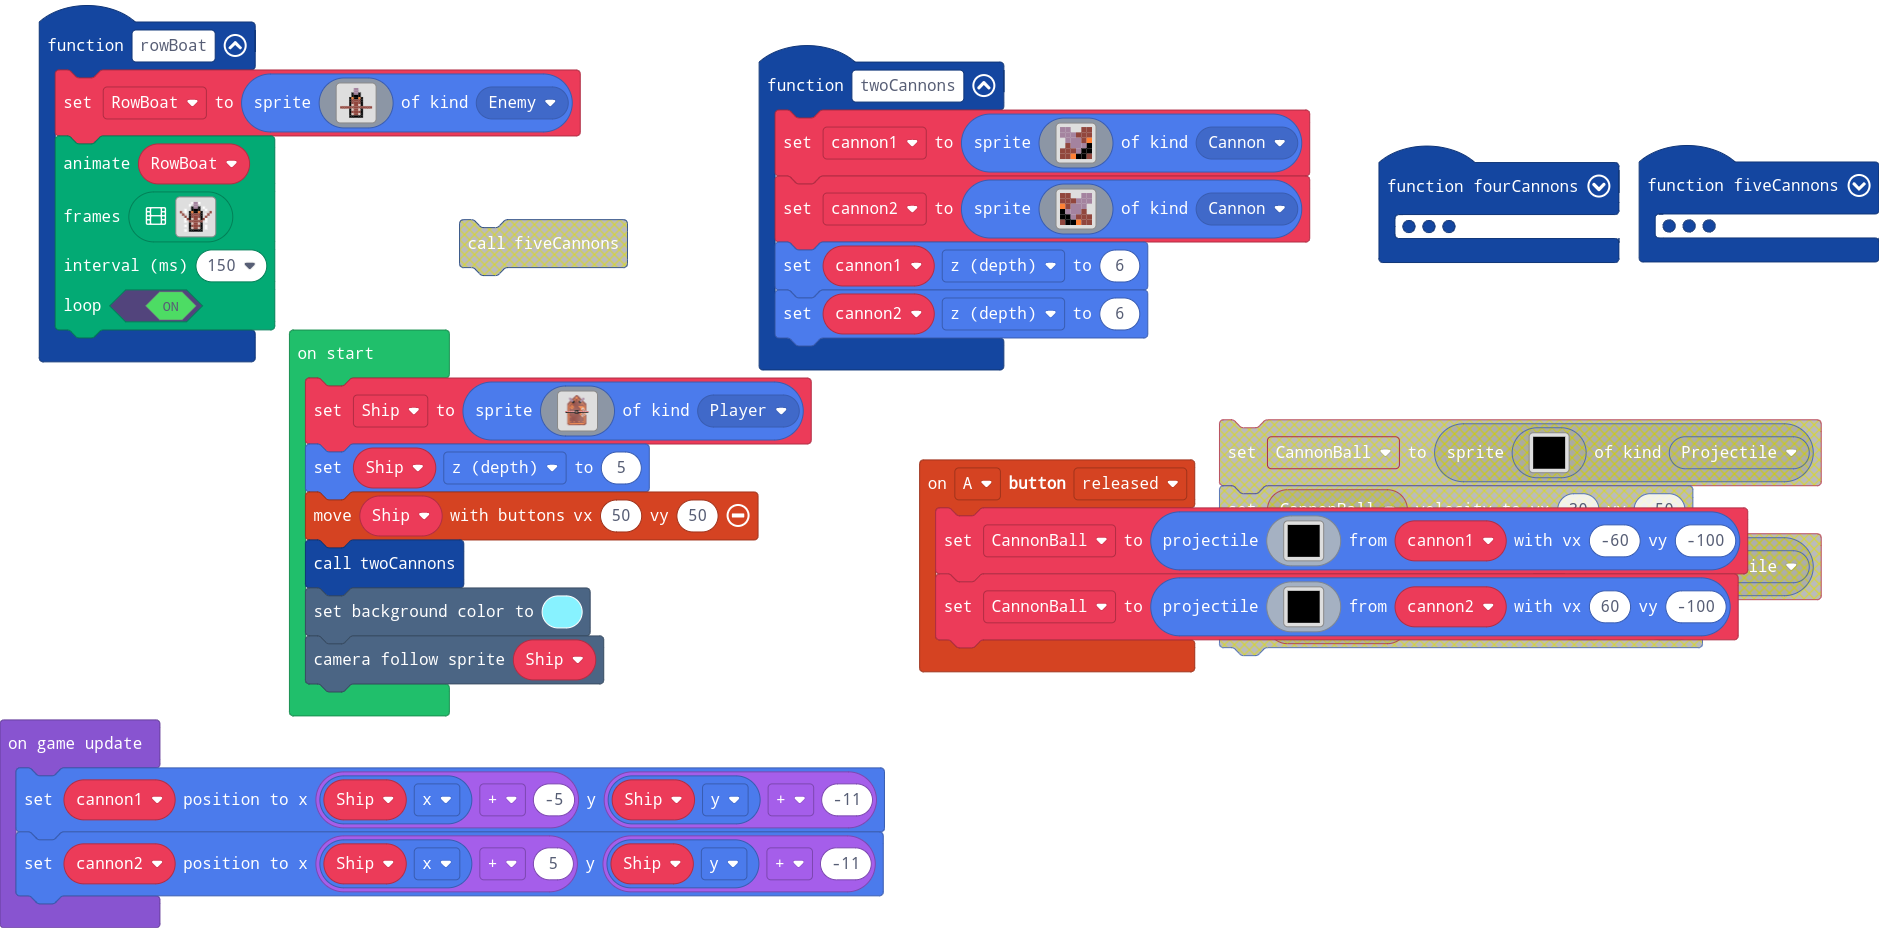 function rowBoat
set RowBoat to sprite of kind Enemy
animate RowBoat
frames
interval (ms) 150
loop ON
call fiveCannons
function twoCannons
set cannon1 to sprite of kind Cannon
set cannon2 to sprite of kind Cannon
set cannon1 z (depth) to 6
set cannon2 z (depth) to 6
function fourCannons
function fiveCannons
on start
set Ship to sprite of kind Player
set Ship z (depth) to 5
move Ship with buttons vx 50 vy 50
call twoCannons
set background color to
camera follow sprite Ship
set CannonBall to sprite of kind Projectile
on A button released
set CannonBall to projectile from cannon1 with vx -60 vy -100
set CannonBall to projectile from cannon2 with vx 60 vy -100
on game update
set cannon1 position to x Ship x + -5 y Ship y + -11
set cannon2 position to x Ship x + 5 y Ship y + -11